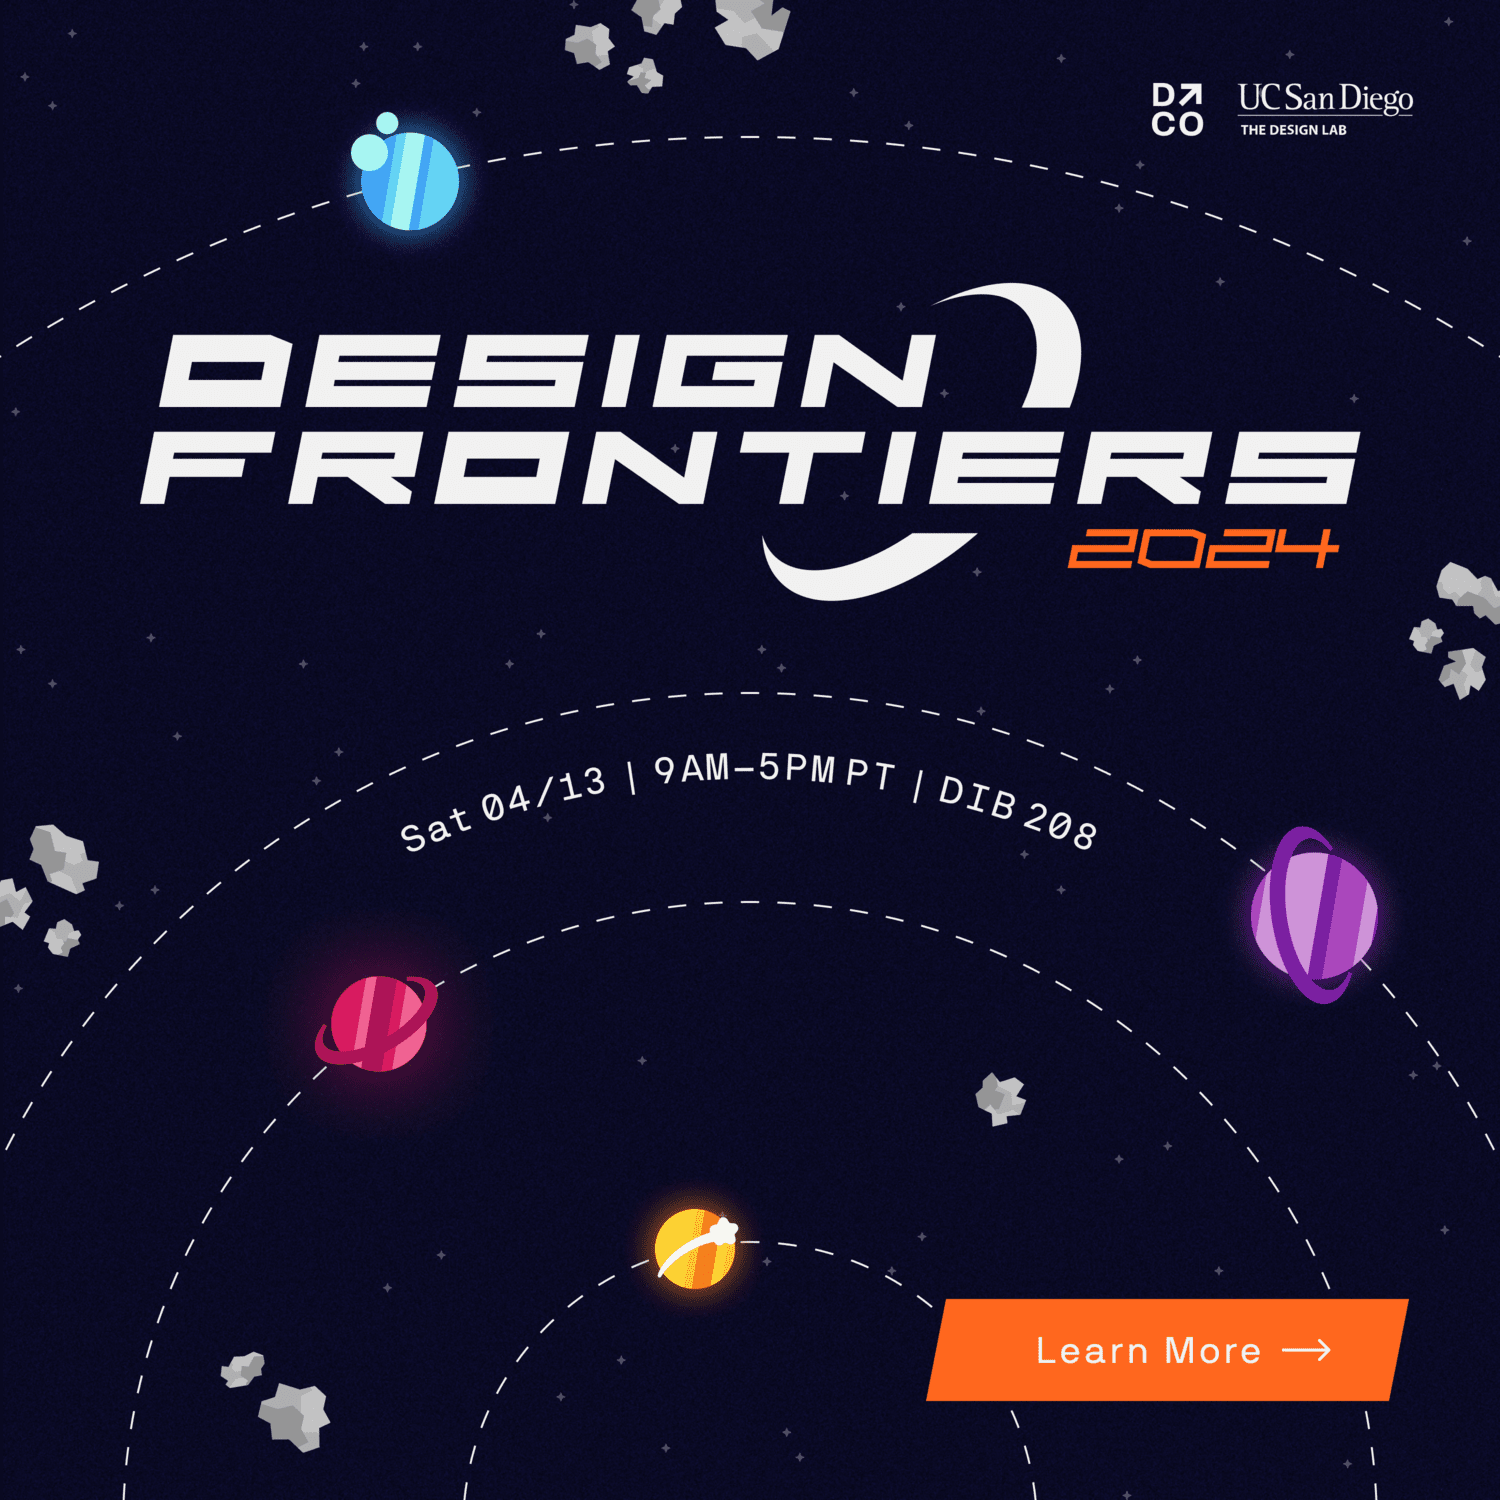 D↗
CO
UC San Diego
THE DESIGN LAB
DESIGN
FRONTIERS
2024
Sat 04/13 | 9AM–5PM PT | DIB 208
Learn More →